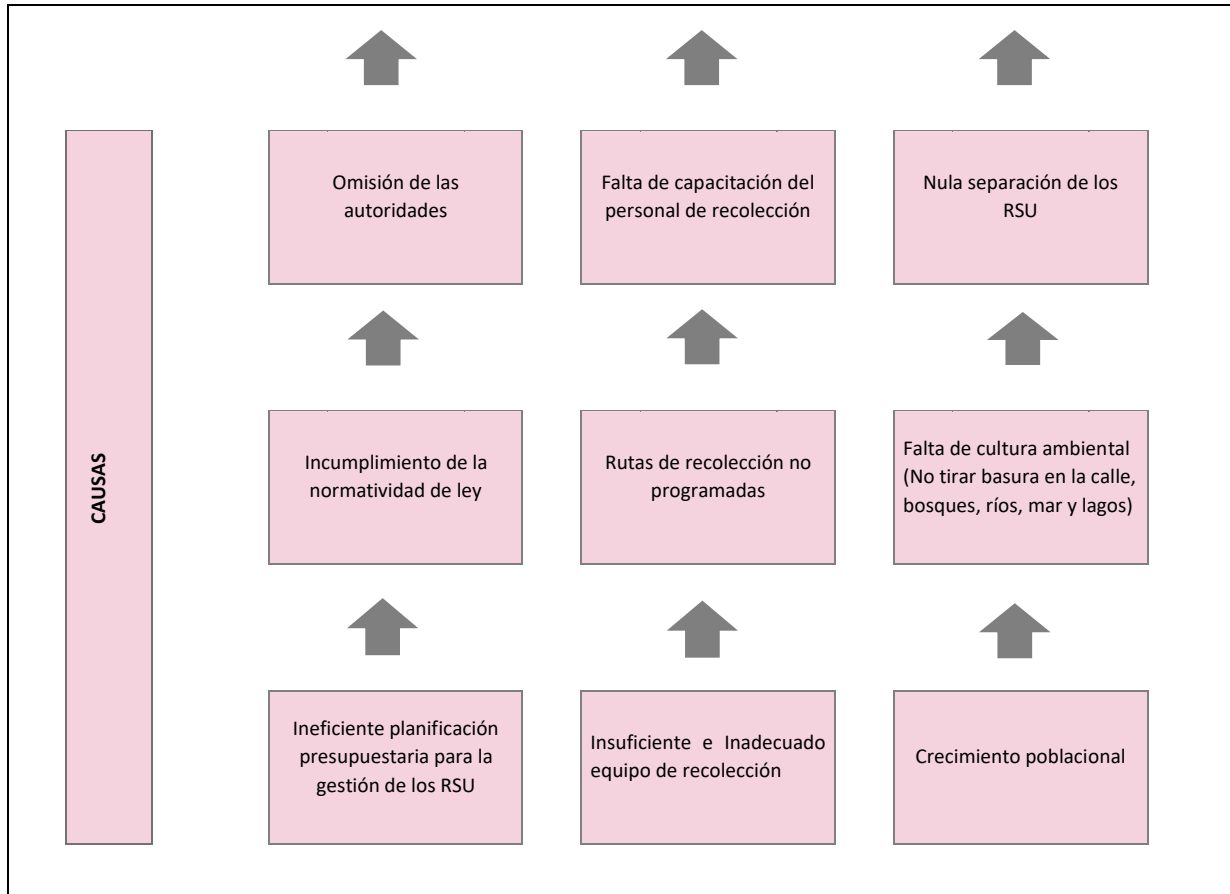 CAUSAS
Omisión de las
autoridades
Falta de capacitación del
personal de recolección
Nula separación de los
RSU
Incumplimiento de la
normatividad de ley
Rutas de recolección no
programadas
Falta de cultura ambiental
(No tirar basura en la calle,
bosques, ríos, mar y lagos)
Ineficiente planificación
presupuestaria para la
gestión de los RSU
Insuficiente e Inadecuado
equipo de recolección
Crecimiento poblacional